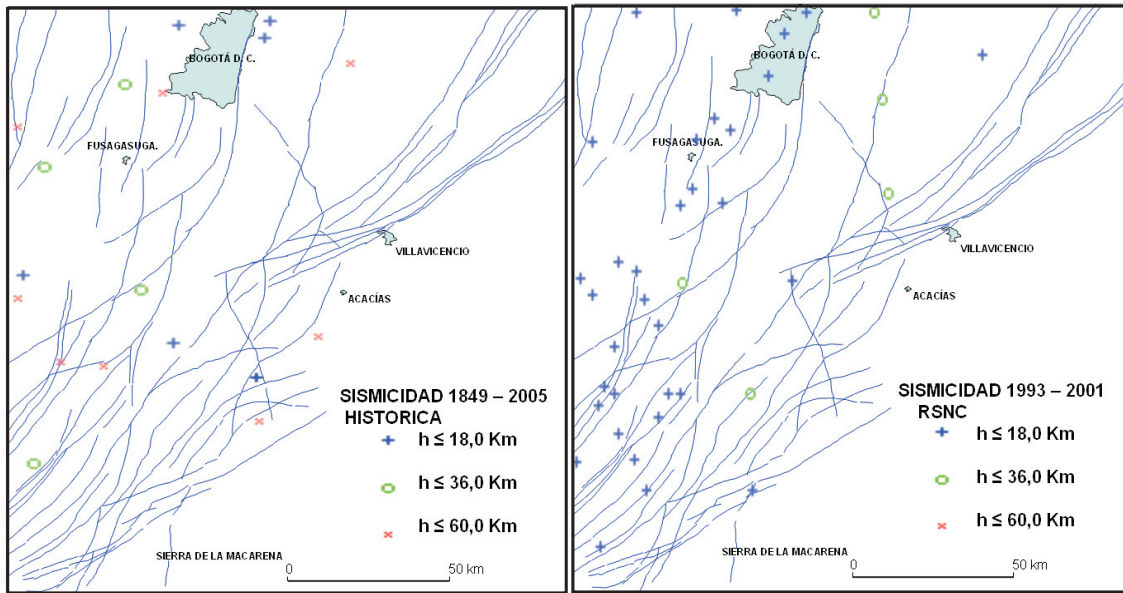 BOGOTÁ D. C.
FUSAGASUGA.
VILLAVICENCIO
ACACÍAS
SISMICIDAD 1849 – 2005
HISTORICA
h ≤ 18,0 Km
h ≤ 36,0 Km
h ≤ 60,0 Km
SIERRA DE LA MACARENA
0 50 km
BOGOTÁ D. C.
FUSAGASUGA.
VILLAVICENCIO
ACACÍAS
SISMICIDAD 1993 – 2001
RSNC
h ≤ 18,0 Km
h ≤ 36,0 Km
h ≤ 60,0 Km
SIERRA DE LA MACARENA
0 50 km